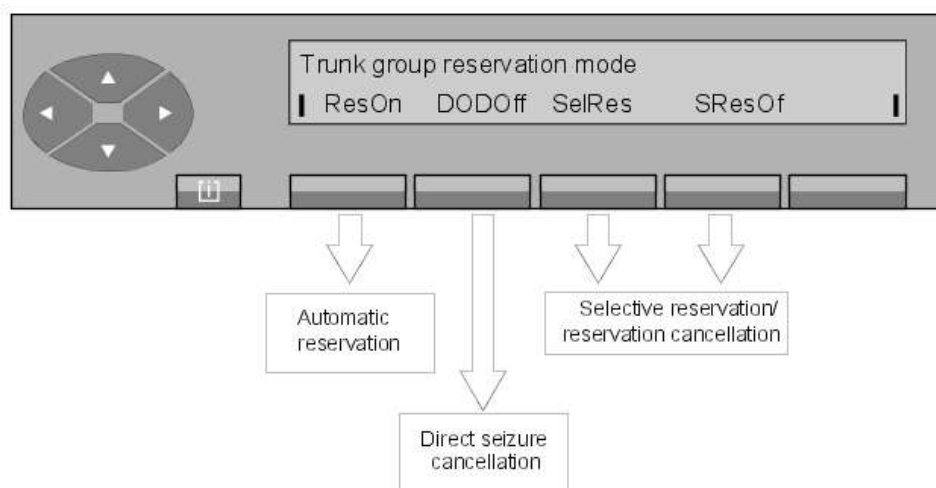 Trunk group reservation mode
ResOn DODOff SelRes SResOf
[i]
Automatic
reservation
Selective reservation/
reservation cancellation
Direct seizure
cancellation